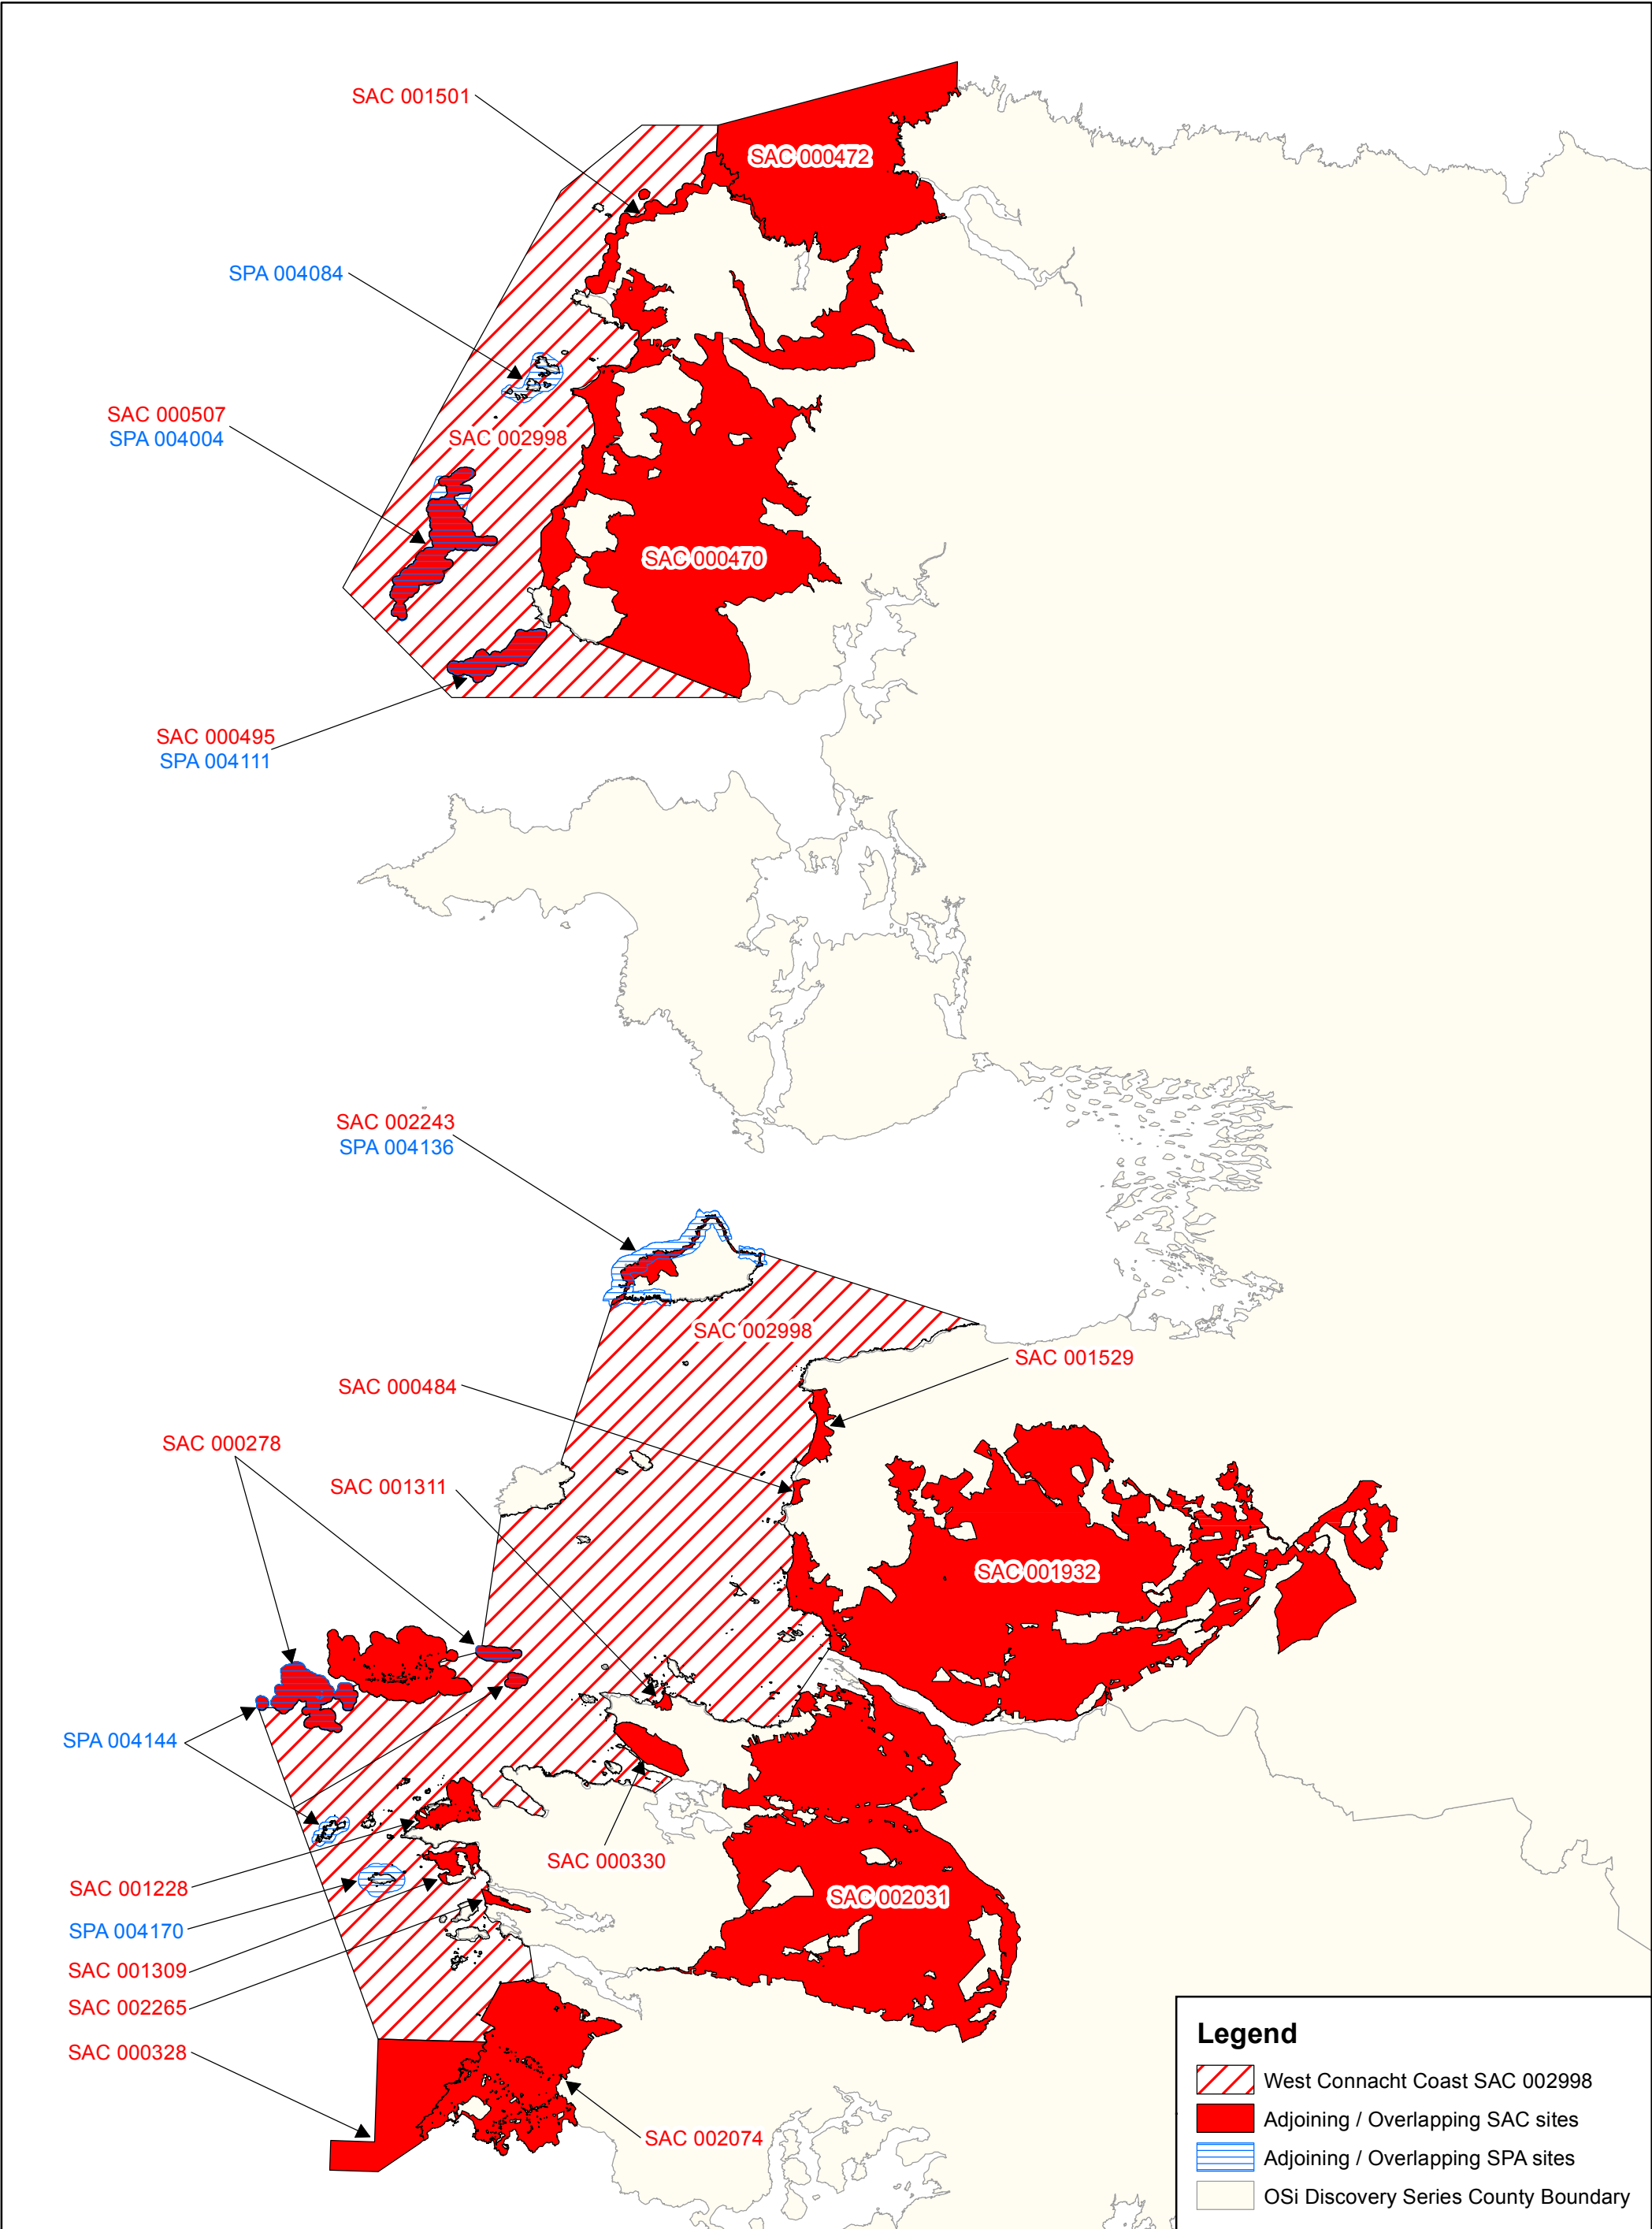 SAC 001501
SAC 000472
SPA 004084
SAC 000507
SPA 004004
SAC 002998
SAC 000470
SAC 000495
SPA 004111
SAC 002243
SPA 004136
SAC 002998
SAC 001529
SAC 000484
SAC 000278
SAC 001311
SAC 001932
SPA 004144
SAC 000330
SAC 001228
SAC 002031
SPA 004170
SAC 001309
SAC 002265
SAC 000328
SAC 002074
Legend
West Connacht Coast SAC 002998
Adjoining / Overlapping SAC sites
Adjoining / Overlapping SPA sites
OSi Discovery Series County Boundary